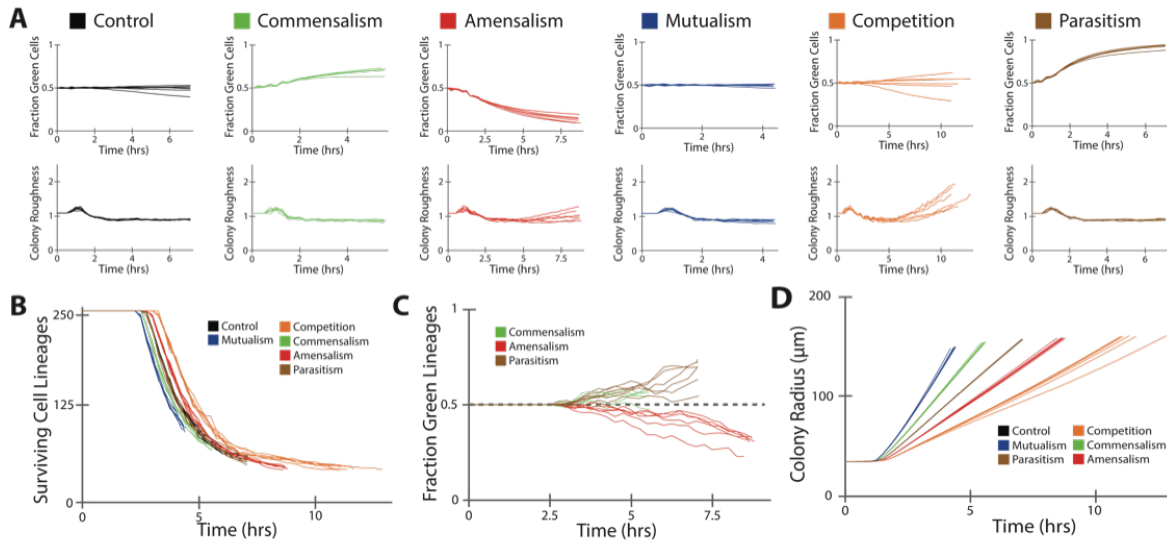 A
Control
Commensalism
Amensalism
Mutualism
Competition
Parasitism
Fraction Green Cells
1
0.5
0
0 2 4 6
Time (hrs)
Fraction Green Cells
1
0.5
0
0 2 4
Time (hrs)
Fraction Green Cells
1
0.5
0
0 2.5 5 7.5
Time (hrs)
Fraction Green Cells
1
0.5
0
0 2 4
Time (hrs)
Fraction Green Cells
1
0.5
0
0 5 10
Time (hrs)
Fraction Green Cells
1
0.5
0
0 2 4 6
Time (hrs)
Colony Roughness
2
1
0
0 2 4 6
Time (hrs)
Colony Roughness
2
1
0
0 2 4
Time (hrs)
Colony Roughness
2
1
0
0 2.5 5 7.5
Time (hrs)
Colony Roughness
2
1
0
0 2 4
Time (hrs)
Colony Roughness
2
1
0
0 5 10
Time (hrs)
Colony Roughness
2
1
0
0 2 4 6
Time (hrs)
B
Surviving Cell Lineages
250
125
0
Control
Mutualism
Competition
Commensalism
Amensalism
Parasitism
0 5 10
Time (hrs)
C
Fraction Green Lineages
1
0.5
0
Commensalism
Amensalism
Parasitism
0 2.5 5 7.5
Time (hrs)
D
Colony Radius (μm)
200
100
0
Control
Mutualism
Parasitism
Competition
Commensalism
Amensalism
0 5 10
Time (hrs)